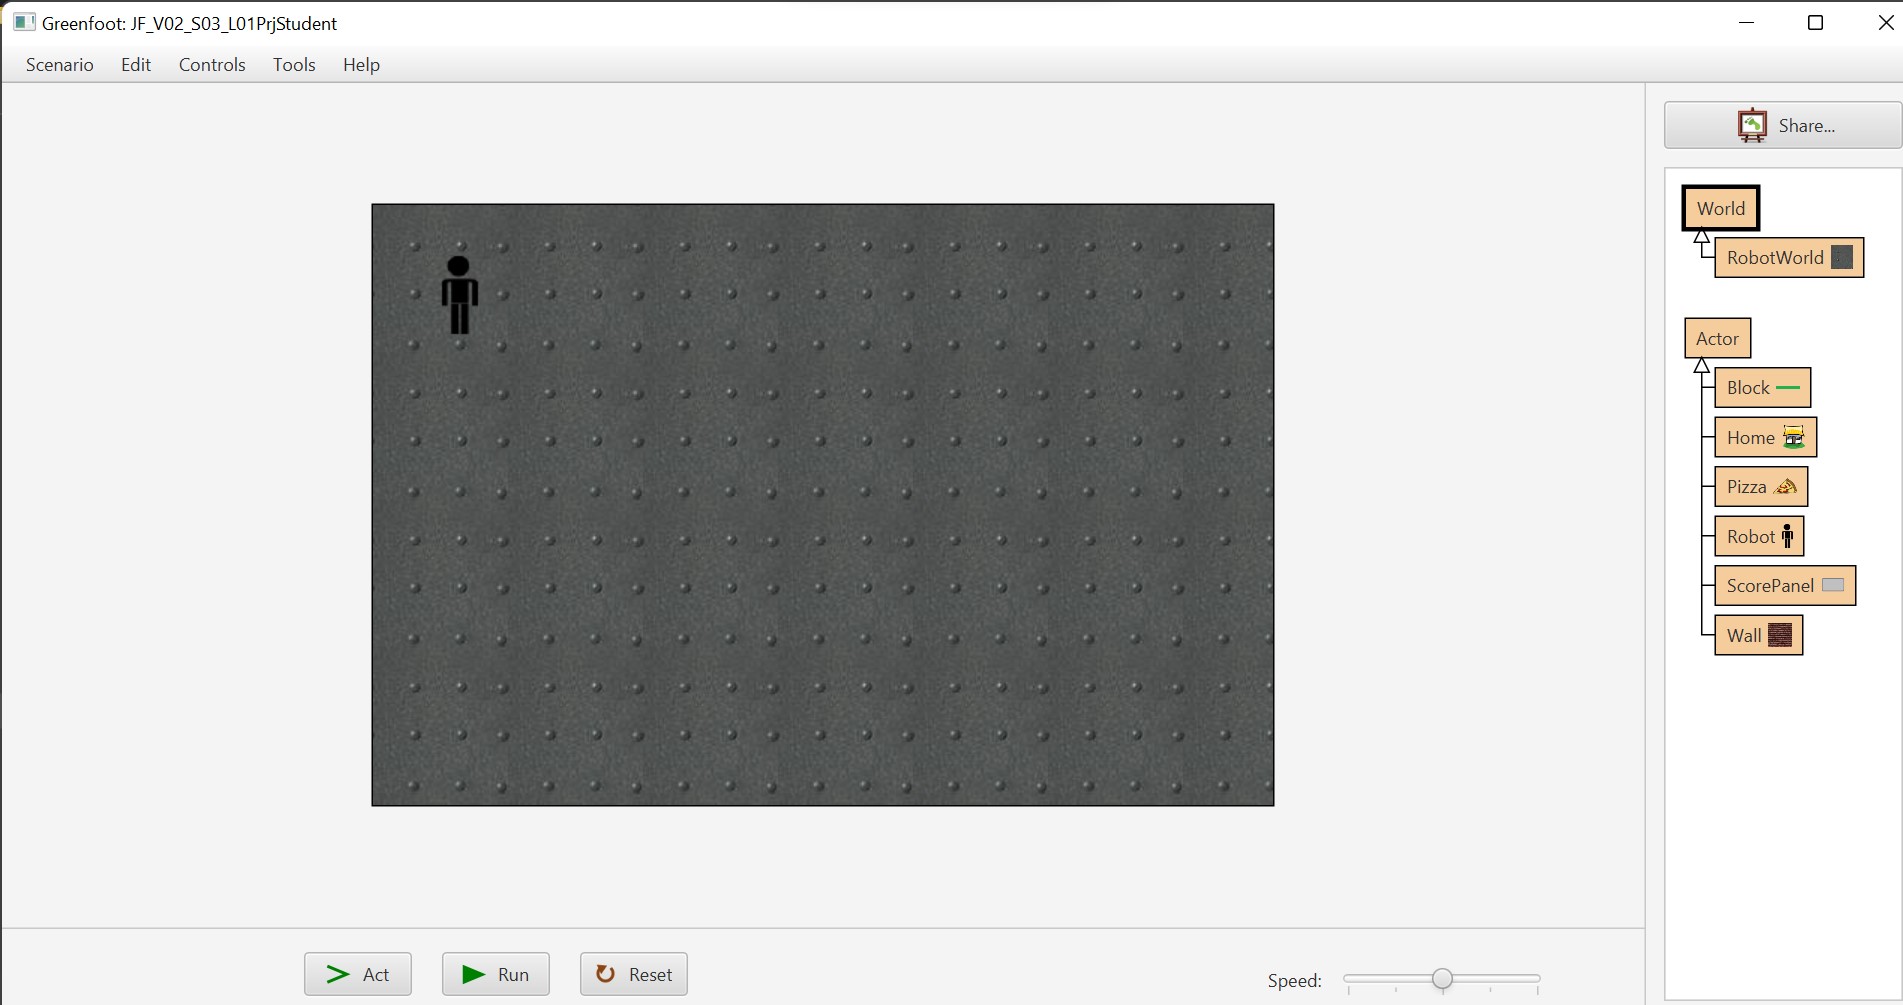 Greenfoot: JF_V02_S03_L01PrjStudent
Scenario Edit Controls Tools Help
Share...
World
RobotWorld
Actor
Block
Home
Pizza
Robot
ScorePanel
Wall
Act Run Reset Speed: